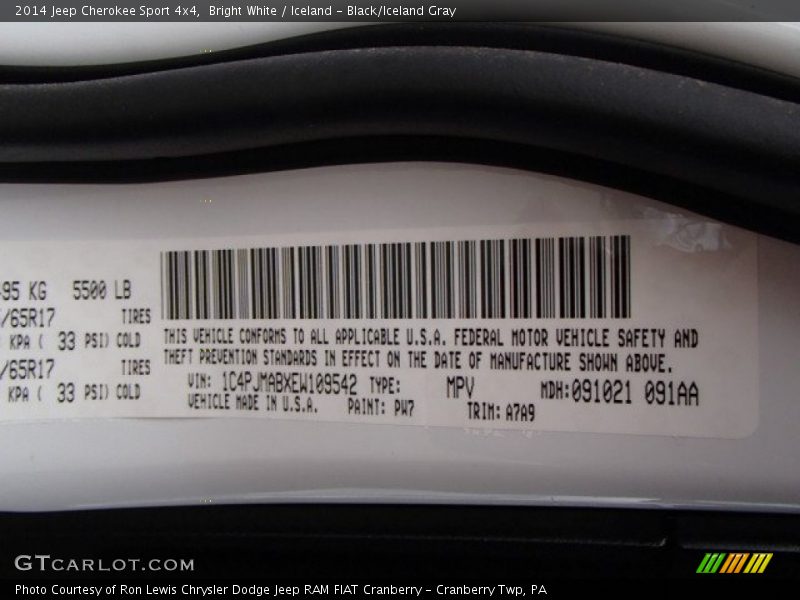 2014 Jeep Cherokee Sport 4x4,  Bright White / Iceland - Black/Iceland Gray
95 KG 5500 LB
/65R17 TIRES
KPA ( 33 PSI) COLD
/65R17 TIRES
KPA ( 33 PSI) COLD
THIS VEHICLE CONFORMS TO ALL APPLICABLE U.S.A. FEDERAL MOTOR VEHICLE SAFETY AND
THEFT PREVENTION STANDARDS IN EFFECT ON THE DATE OF MANUFACTURE SHOWN ABOVE.
VIN: 1C4PJMABXEW109542 TYPE: MPV MDH:091021 091AA
VEHICLE MADE IN U.S.A. PAINT: PW7 TRIM: A7A9
GTCARLOT.COM
Photo Courtesy of Ron Lewis Chrysler Dodge Jeep RAM FIAT Cranberry - Cranberry Twp, PA